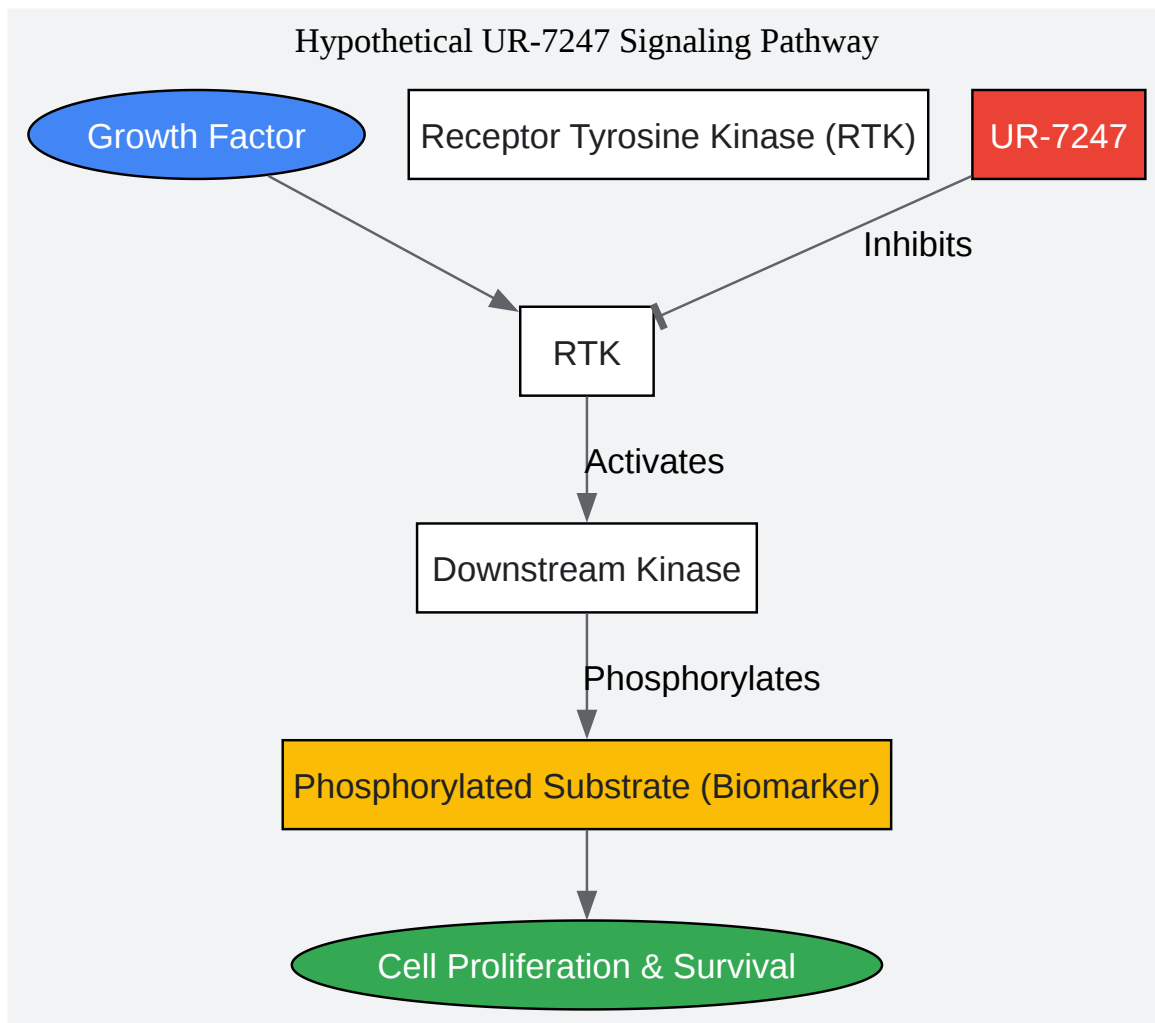 Hypothetical UR-7247 Signaling Pathway
Growth Factor
Receptor Tyrosine Kinase (RTK)
UR-7247
Inhibits
RTK
Activates
Downstream Kinase
Phosphorylates
Phosphorylated Substrate (Biomarker)
Cell Proliferation & Survival